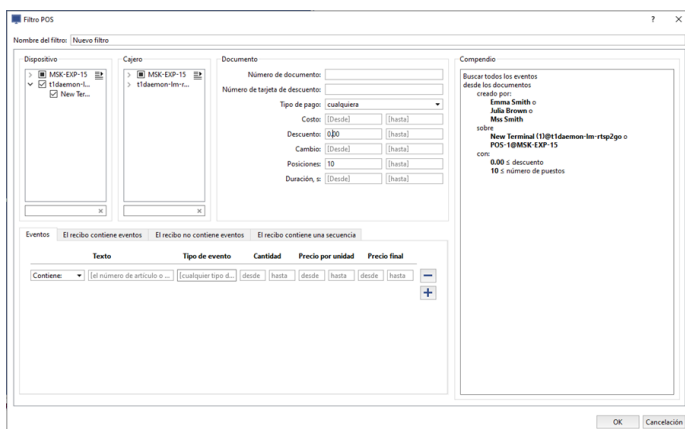 Filtro POS
? ×
Nombre del filtro: Nuevo filtro
Dispositivo
MSK-EXP-15
t1daemon-l...
New Ter...
Cajero
MSK-EXP-15
t1daemon-lm-r...
Documento
Número de documento:
Número de tarjeta de descuento:
Tipo de pago: cualquiera
Costo: [Desde] [hasta]
Descuento: 0.00 [hasta]
Cambio: [Desde] [hasta]
Posiciones: 10 [hasta]
Duración, s: [Desde] [hasta]
Compendio
Buscar todos los eventos
desde los documentos
creado por:
Emma Smith o
Julia Brown o
Mss Smith
sobre
New Terminal (1)@t1daemon-lm-rtsp2go o
POS-1@MSK-EXP-15
con:
0.00 ≤ descuento
10 ≤ número de puestos
Eventos El recibo contiene eventos El recibo no contiene eventos El recibo contiene una secuencia
Texto Tipo de evento Cantidad Precio por unidad Precio final
Contiene: [el número de artículo o ... [cualquier tipo d... desde hasta desde hasta desde hasta
OK Cancelación